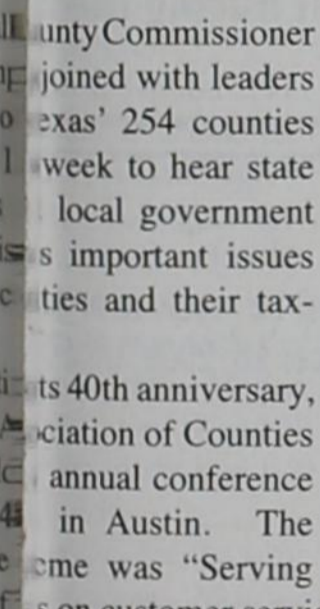 unty Commissioner
joined with leaders
exas' 254 counties
week to hear state
local government
s important issues
ties and their tax-
ts 40th anniversary,
ociation of Counties
annual conference
in Austin. The
eme was "Serving